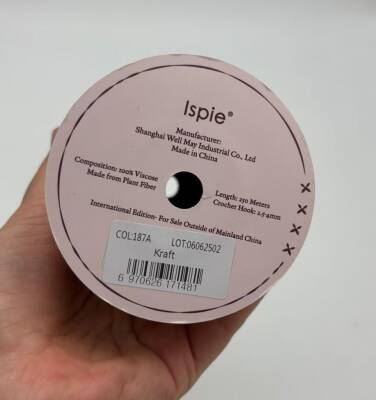 Ispie®
Manufacturer:
Shanghai Well May Industrial Co., Ltd
Made in China
Composition: 100% Viscose
Made from Plant Fiber
Length: 250 Meters
Crochet Hook: 2.5-4mm
International Edition- For Sale Outside of Mainland China
COL:187A LOT:06062502
Kraft
6 970626 171481